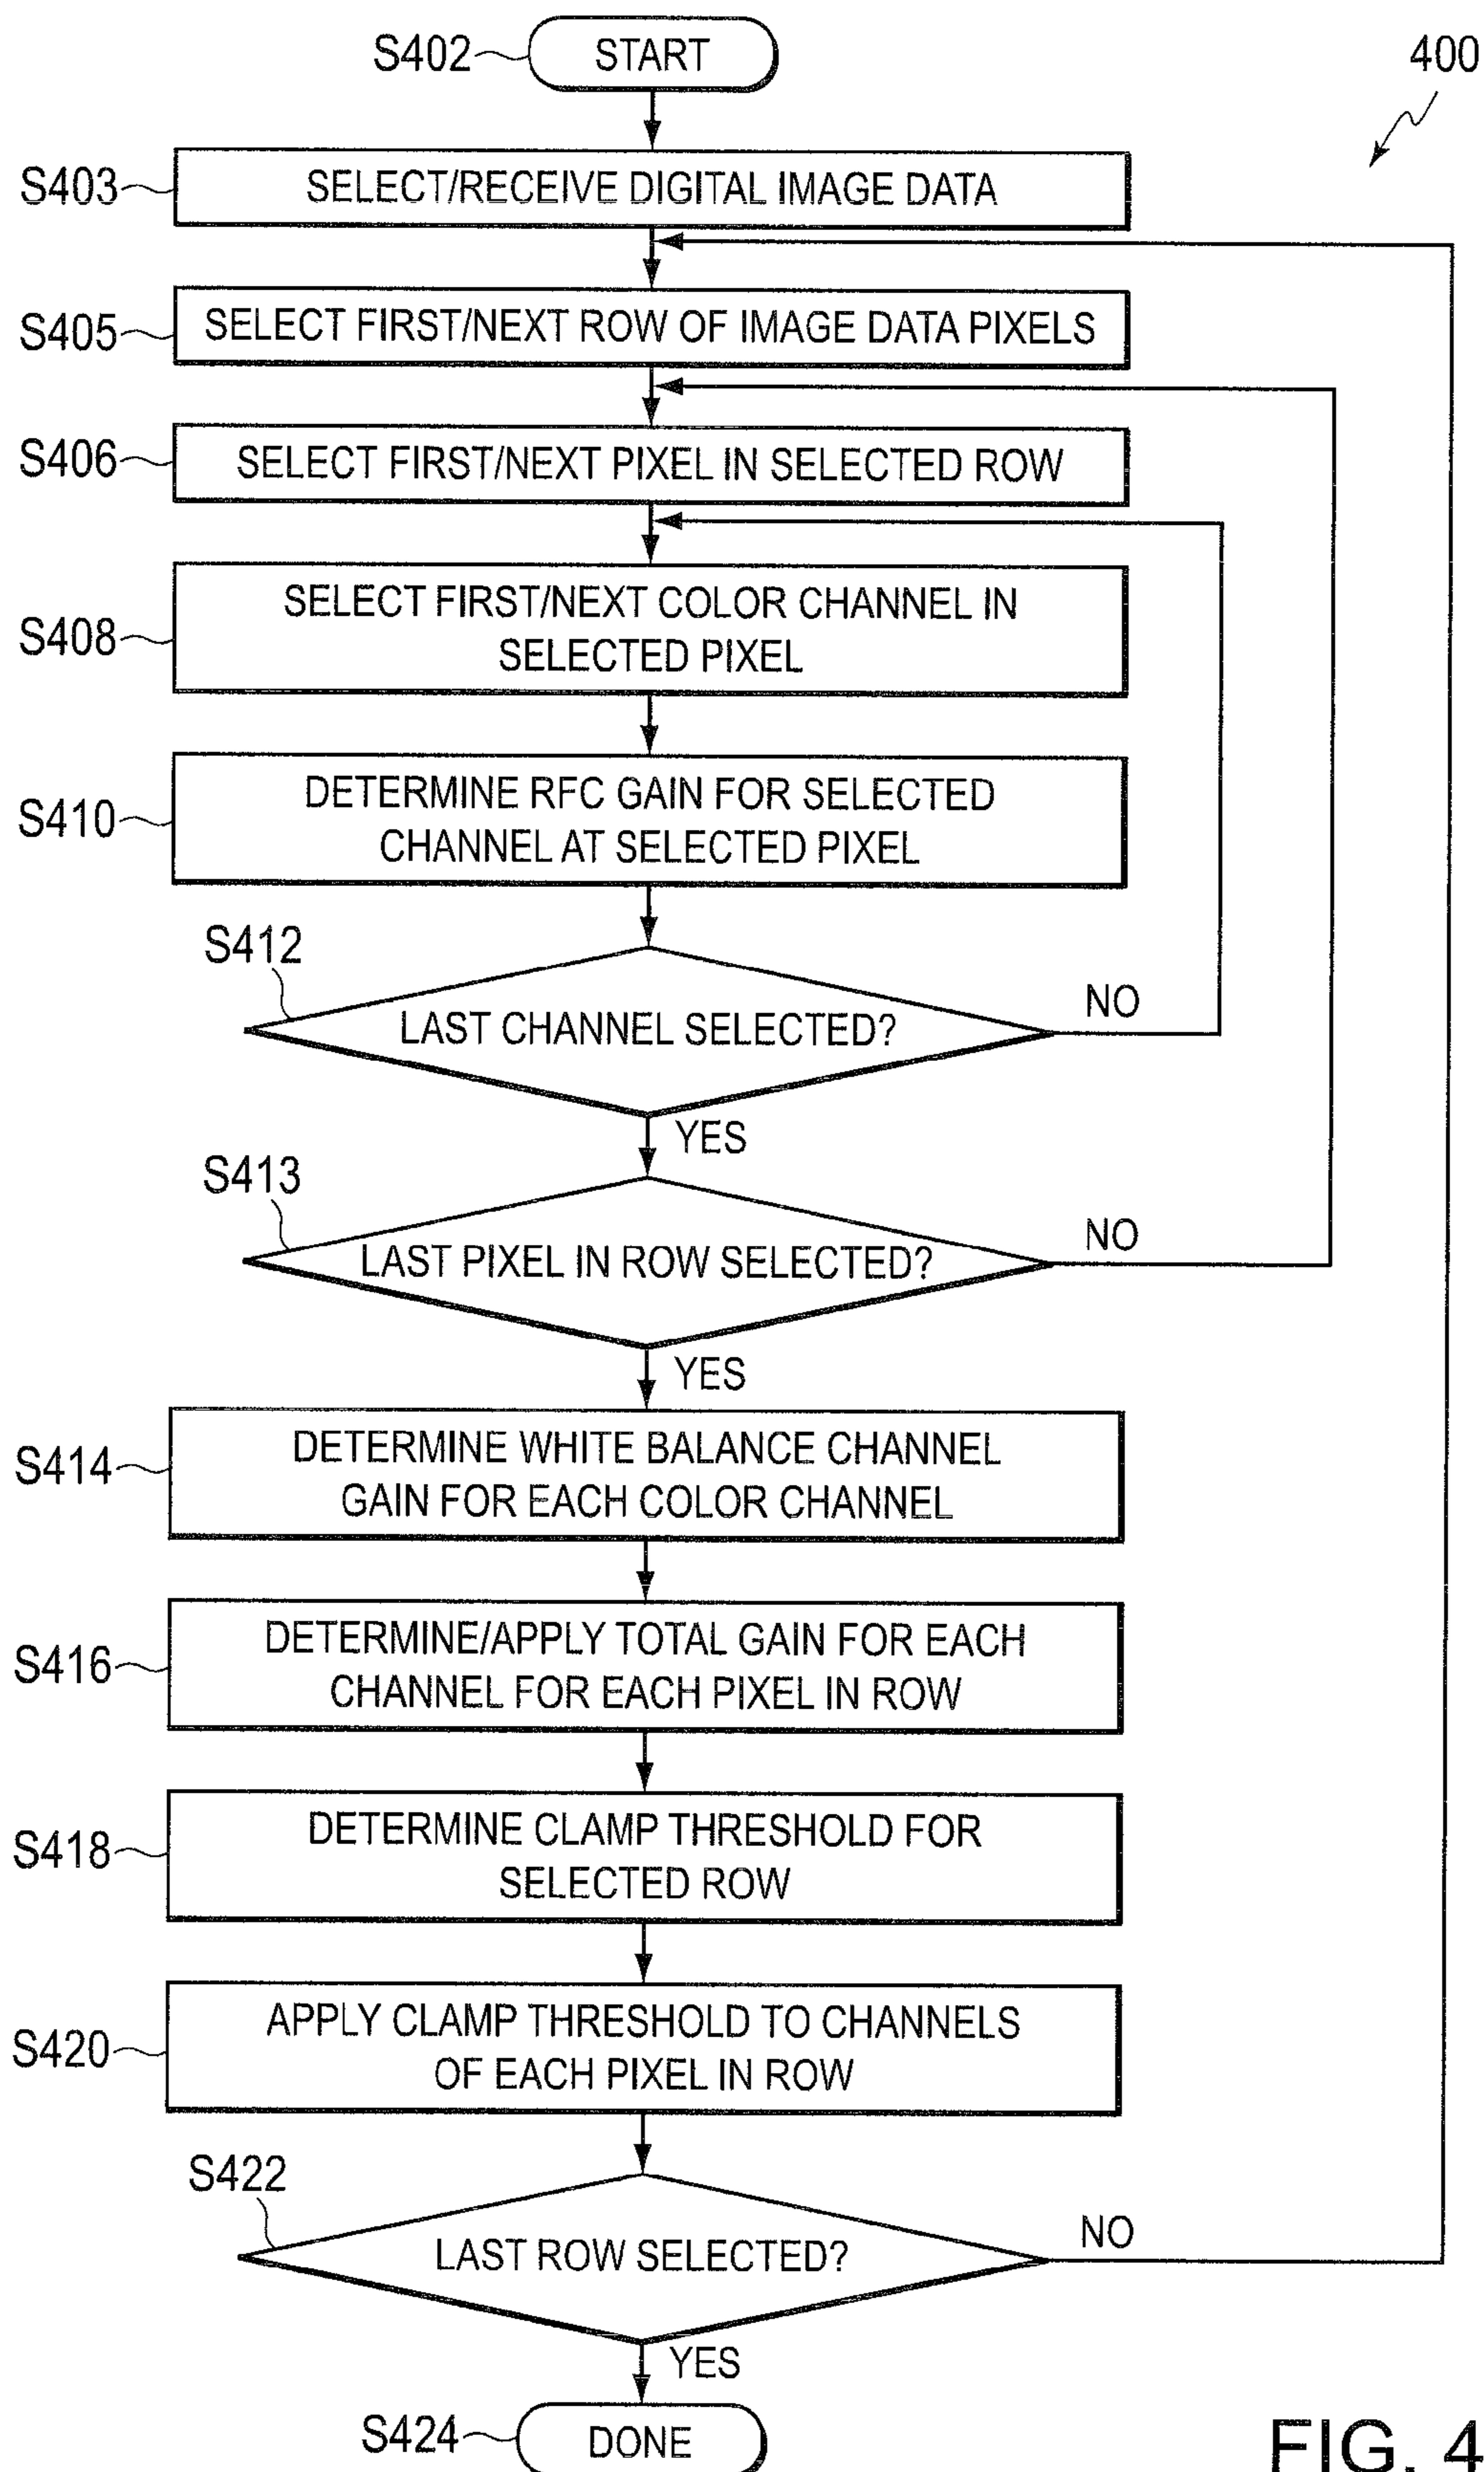 S402
START
400
S403
SELECT/RECEIVE DIGITAL IMAGE DATA
S405
SELECT FIRST/NEXT ROW OF IMAGE DATA PIXELS
S406
SELECT FIRST/NEXT PIXEL IN SELECTED ROW
S408
SELECT FIRST/NEXT COLOR CHANNEL IN
SELECTED PIXEL
S410
DETERMINE RFC GAIN FOR SELECTED
CHANNEL AT SELECTED PIXEL
S412
LAST CHANNEL SELECTED?
NO
YES
S413
LAST PIXEL IN ROW SELECTED?
NO
YES
S414
DETERMINE WHITE BALANCE CHANNEL
GAIN FOR EACH COLOR CHANNEL
S416
DETERMINE/APPLY TOTAL GAIN FOR EACH
CHANNEL FOR EACH PIXEL IN ROW
S418
DETERMINE CLAMP THRESHOLD FOR
SELECTED ROW
S420
APPLY CLAMP THRESHOLD TO CHANNELS
OF EACH PIXEL IN ROW
S422
LAST ROW SELECTED?
NO
YES
S424
DONE
FIG. 4